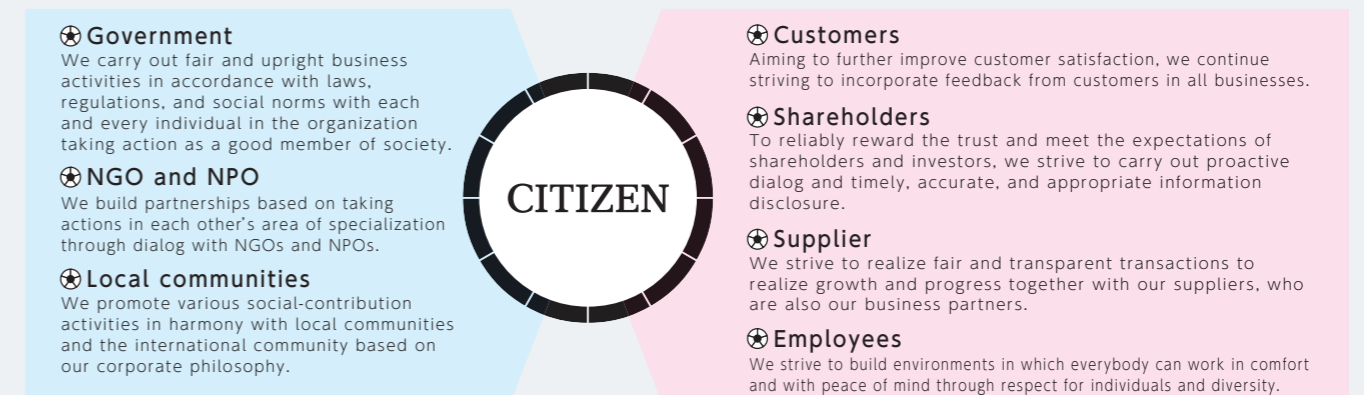 Government
We carry out fair and upright business
activities in accordance with laws,
regulations, and social norms with each
and every individual in the organization
taking action as a good member of society.
NGO and NPO
We build partnerships based on taking
actions in each other's area of specialization
through dialog with NGOs and NPOs.
Local communities
We promote various social-contribution
activities in harmony with local communities
and the international community based on
our corporate philosophy.
CITIZEN
Customers
Aiming to further improve customer satisfaction, we continue
striving to incorporate feedback from customers in all businesses.
Shareholders
To reliably reward the trust and meet the expectations of
shareholders and investors, we strive to carry out proactive
dialog and timely, accurate, and appropriate information
disclosure.
Supplier
We strive to realize fair and transparent transactions to
realize growth and progress together with our suppliers, who
are also our business partners.
Employees
We strive to build environments in which everybody can work in comfort
and with peace of mind through respect for individuals and diversity.